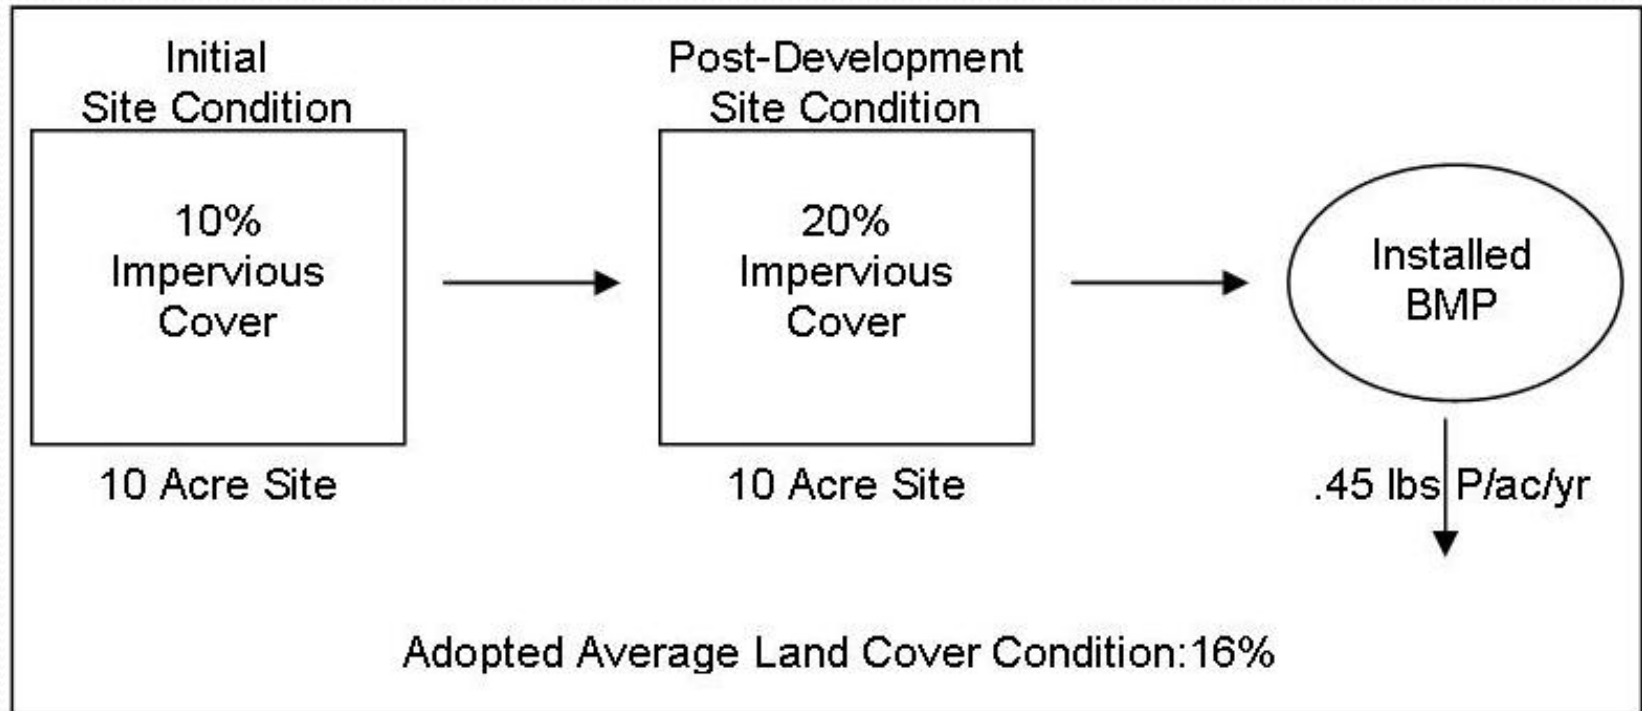 Initial
Site Condition
10%
Impervious
Cover
10 Acre Site
Post-Development
Site Condition
20%
Impervious
Cover
10 Acre Site
Installed
BMP
.45 lbs P/ac/yr
Adopted Average Land Cover Condition:16%